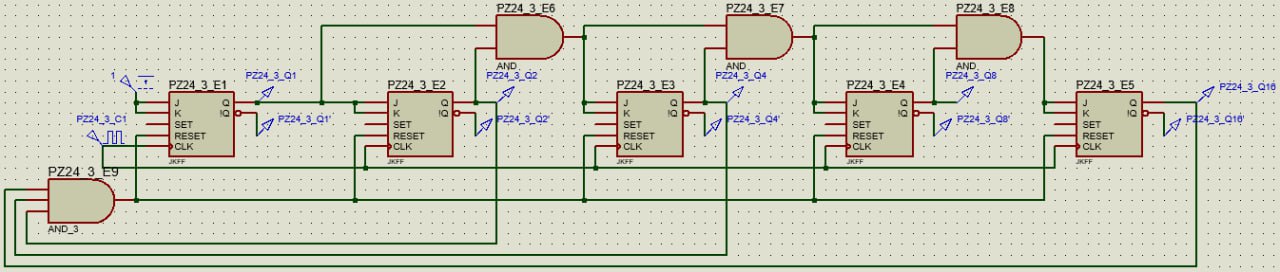 PZ24_3_E6
AND
PZ24_3_E7
AND
PZ24_3_E8
AND
1
PZ24_3_C1
PZ24_3_E1
J
K
SET
RESET
CLK
Q
!Q
JKFF
PZ24_3_Q1
PZ24_3_Q1'
PZ24_3_E2
J
K
SET
RESET
CLK
Q
!Q
JKFF
PZ24_3_Q2
PZ24_3_Q2'
PZ24_3_E3
J
K
SET
RESET
CLK
Q
!Q
JKFF
PZ24_3_Q4
PZ24_3_Q4'
PZ24_3_E4
J
K
SET
RESET
CLK
Q
!Q
JKFF
PZ24_3_Q8
PZ24_3_Q8'
PZ24_3_E5
J
K
SET
RESET
CLK
Q
!Q
JKFF
PZ24_3_Q16
PZ24_3_Q16'
PZ24_3_E9
AND_3